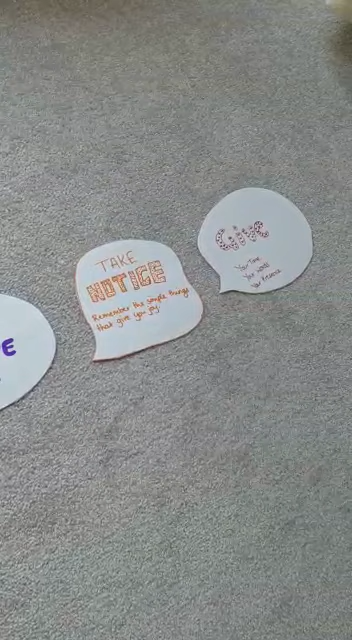 E
TAKE
NOTICE
Remember the simple things
that give you joy.
Give
Your Time
Your WORDS
Your Presence